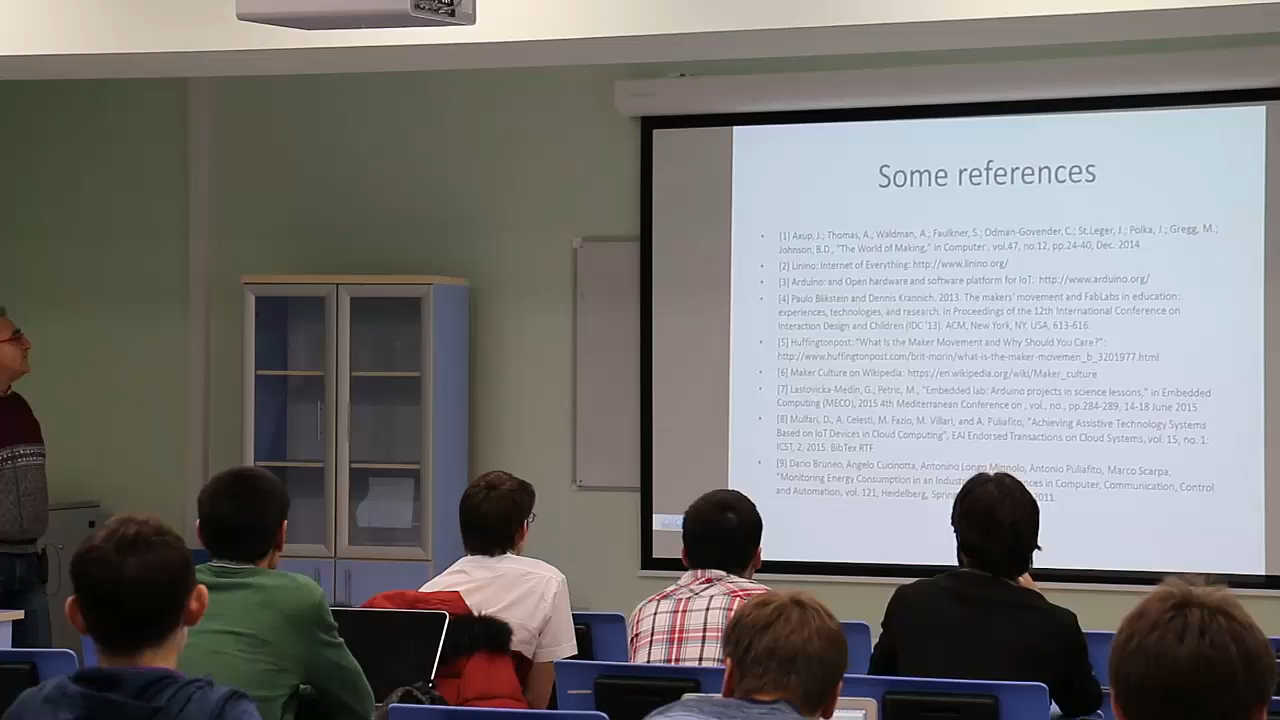 Some references
• [1] Axup, J.; Thomas, A.; Waldman, A.; Faulkner, S.; Odman-Govender, C.; St.Leger, J.; Polka, J.; Gregg, M.;
Johnson, B.D., "The World of Making," in Computer , vol.47, no.12, pp.24-40, Dec. 2014
• [2] Linino: Internet of Everything: http://www.linino.org/
• [3] Arduino: and Open hardware and software platform for IoT: http://www.arduino.org/
• [4] Paulo Blikstein and Dennis Krannich. 2013. The makers' movement and FabLabs in education:
experiences, technologies, and research. In Proceedings of the 12th International Conference on
Interaction Design and Children (IDC '13). ACM, New York, NY, USA, 613-616.
• [5] Huffingtonpost: "What Is the Maker Movement and Why Should You Care?":
http://www.huffingtonpost.com/brit-morin/what-is-the-maker-movemen_b_3201977.html
• [6] Maker Culture on Wikipedia: https://en.wikipedia.org/wiki/Maker_culture
• [7] Lastovicka-Medin, G.; Petric, M., "Embedded lab: Arduino projects in science lessons," in Embedded
Computing (MECO), 2015 4th Mediterranean Conference on , vol., no., pp.284-289, 14-18 June 2015
• [8] Mulfari, D., A. Celesti, M. Fazio, M. Villari, and A. Puliafito, "Achieving Assistive Technology Systems
Based on IoT Devices in Cloud Computing", EAI Endorsed Transactions on Cloud Systems, vol. 15, no. 1:
ICST, 2, 2015. BibTex RTF
• [9] Dario Bruneo, Angelo Cucinotta, Antonino Longo Minnolo, Antonio Puliafito, Marco Scarpa,
"Monitoring Energy Consumption in an in Computer, Communication, Control
and Automation, vol. 121, Heidelberg, 2011.